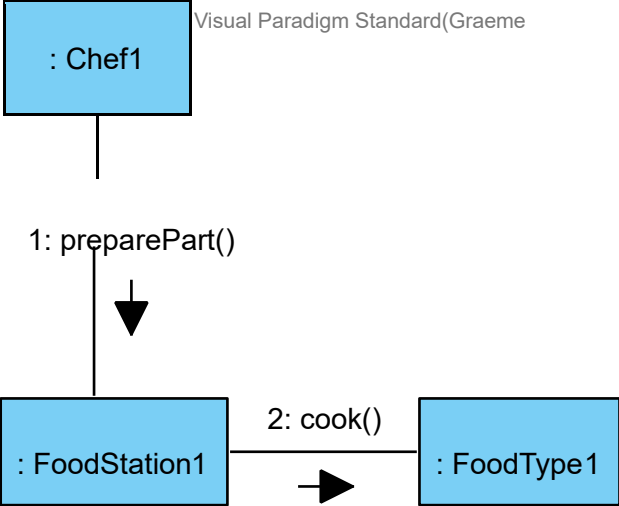 Visual Paradigm Standard(Graeme
: Chef1
1: preparePart()
2: cook()
: FoodStation1
: FoodType1